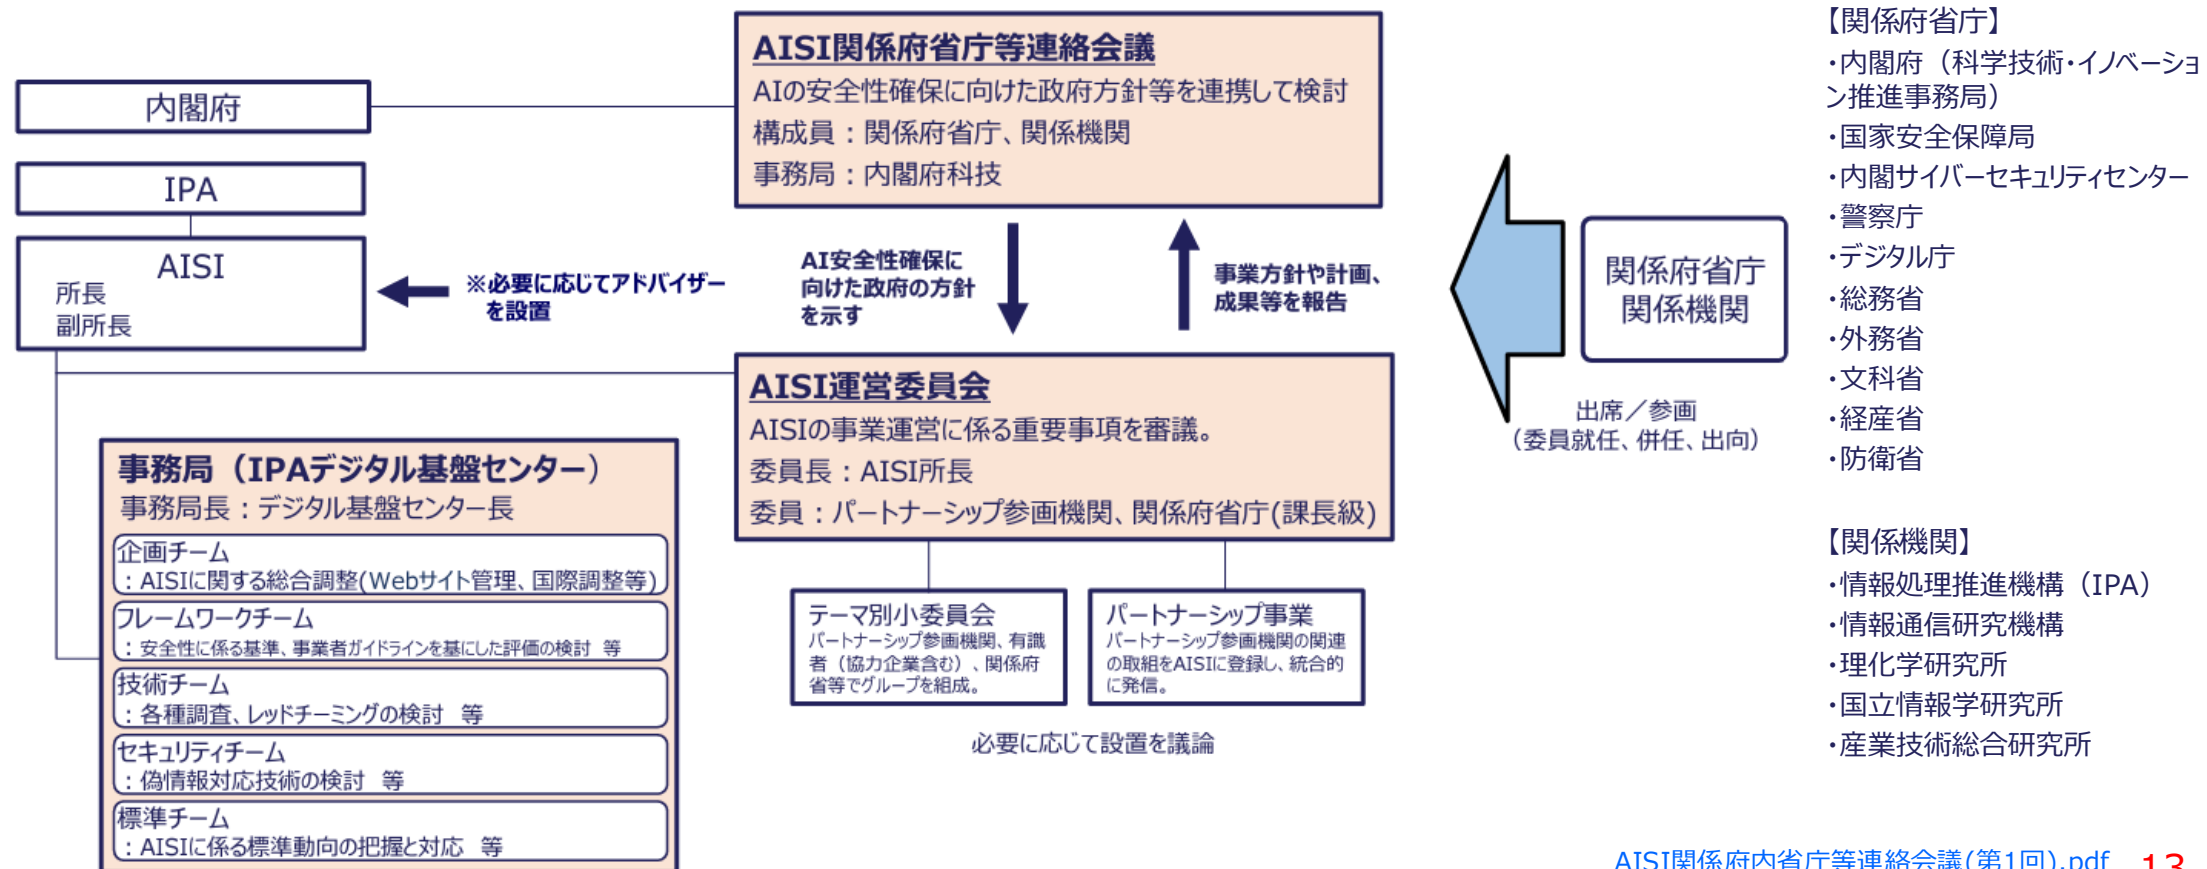 AISI関係府省庁等連絡会議
AIの安全性確保に向けた政府方針等を連携して検討
構成員：関係府省庁、関係機関
事務局：内閣府科技
内閣府
IPA
AISI
所長
副所長
※必要に応じてアドバイザー
を設置
AI安全性確保に
向けた政府の方針
を示す
事業方針や計画、
成果等を報告
AISI運営委員会
AISIの事業運営に係る重要事項を審議。
委員長：AISI所長
委員：パートナーシップ参画機関、関係府省庁(課長級)
事務局（IPAデジタル基盤センター）
事務局長：デジタル基盤センター長
企画チーム
：AISIに関する総合調整(Webサイト管理、国際調整等)
フレームワークチーム
：安全性に係る基準、事業者ガイドラインを基にした評価の検討　等
技術チーム
：各種調査、レッドチーミングの検討　等
セキュリティチーム
：偽情報対応技術の検討　等
標準チーム
：AISIに係る標準動向の把握と対応　等
テーマ別小委員会
パートナーシップ参画機関、有識
者（協力企業含む）、関係府
省等でグループを組成。
パートナーシップ事業
パートナーシップ参画機関の関連
の取組をAISIに登録し、統合的
に発信。
必要に応じて設置を議論
関係府省庁
関係機関
出席／参画
（委員就任、併任、出向）
【関係府省庁】
・内閣府（科学技術・イノベーショ
ン推進事務局）
・国家安全保障局
・内閣サイバーセキュリティセンター
・警察庁
・デジタル庁
・総務省
・外務省
・文科省
・経産省
・防衛省
【関係機関】
・情報処理推進機構（IPA）
・情報通信研究機構
・理化学研究所
・国立情報学研究所
・産業技術総合研究所
AISI関係府内省庁等連絡会議(第1回).pdf
13